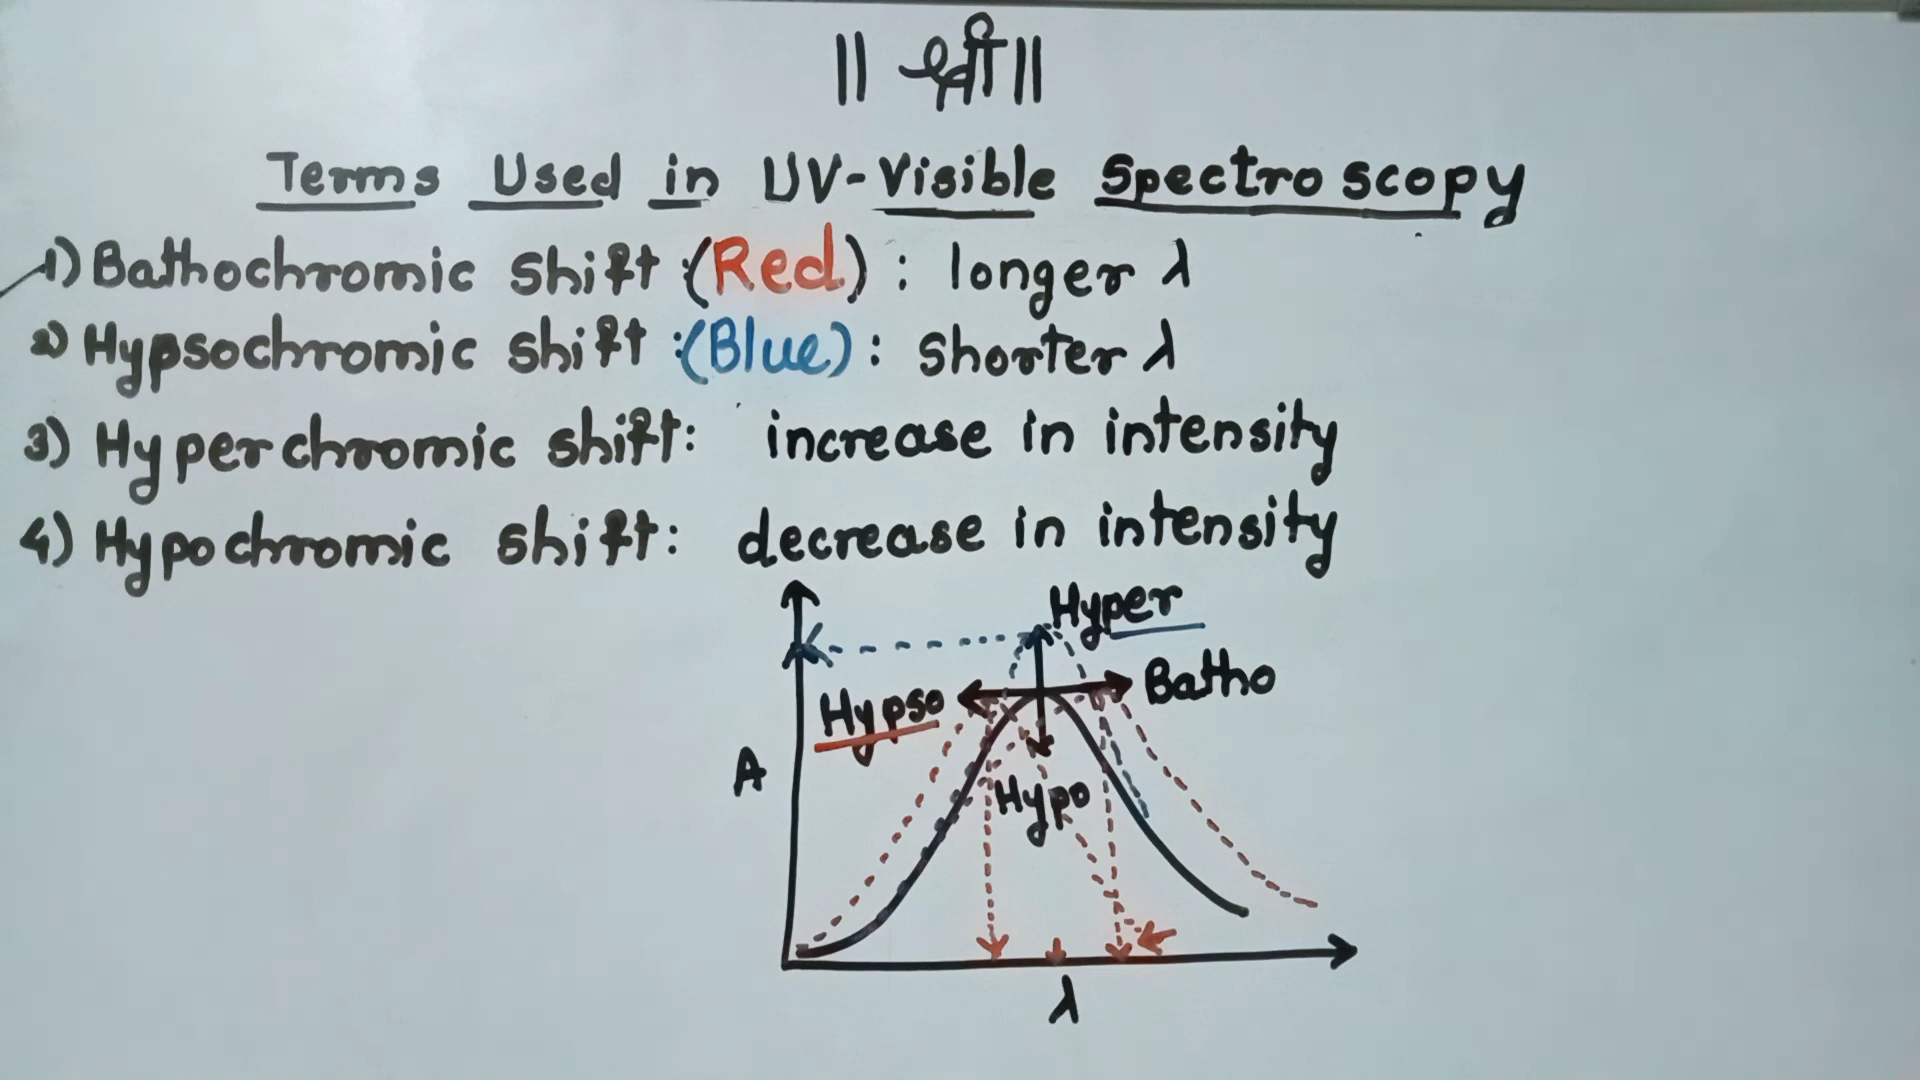 || श्री ||
Terms Used in UV-Visible Spectroscopy
1) Bathochromic shift :(Red) : longer λ
2) Hypsochromic shift :(Blue) : shorter λ
3) Hyperchromic shift: increase in intensity
4) Hypochromic shift: decrease in intensity
Hyper
Batho
Hypso
A
Hypo
λ